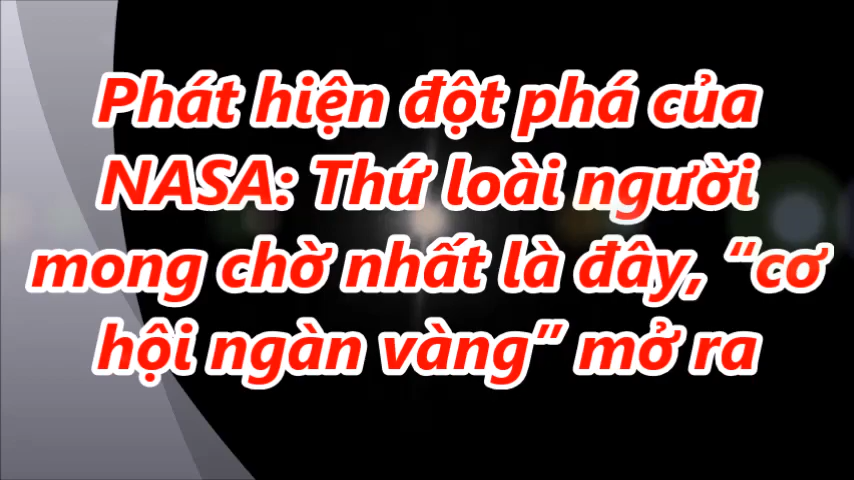 Phát hiện đột phá của
NASA: Thứ loài người
mong chờ nhất là đây, “cơ
hội ngàn vàng” mở ra